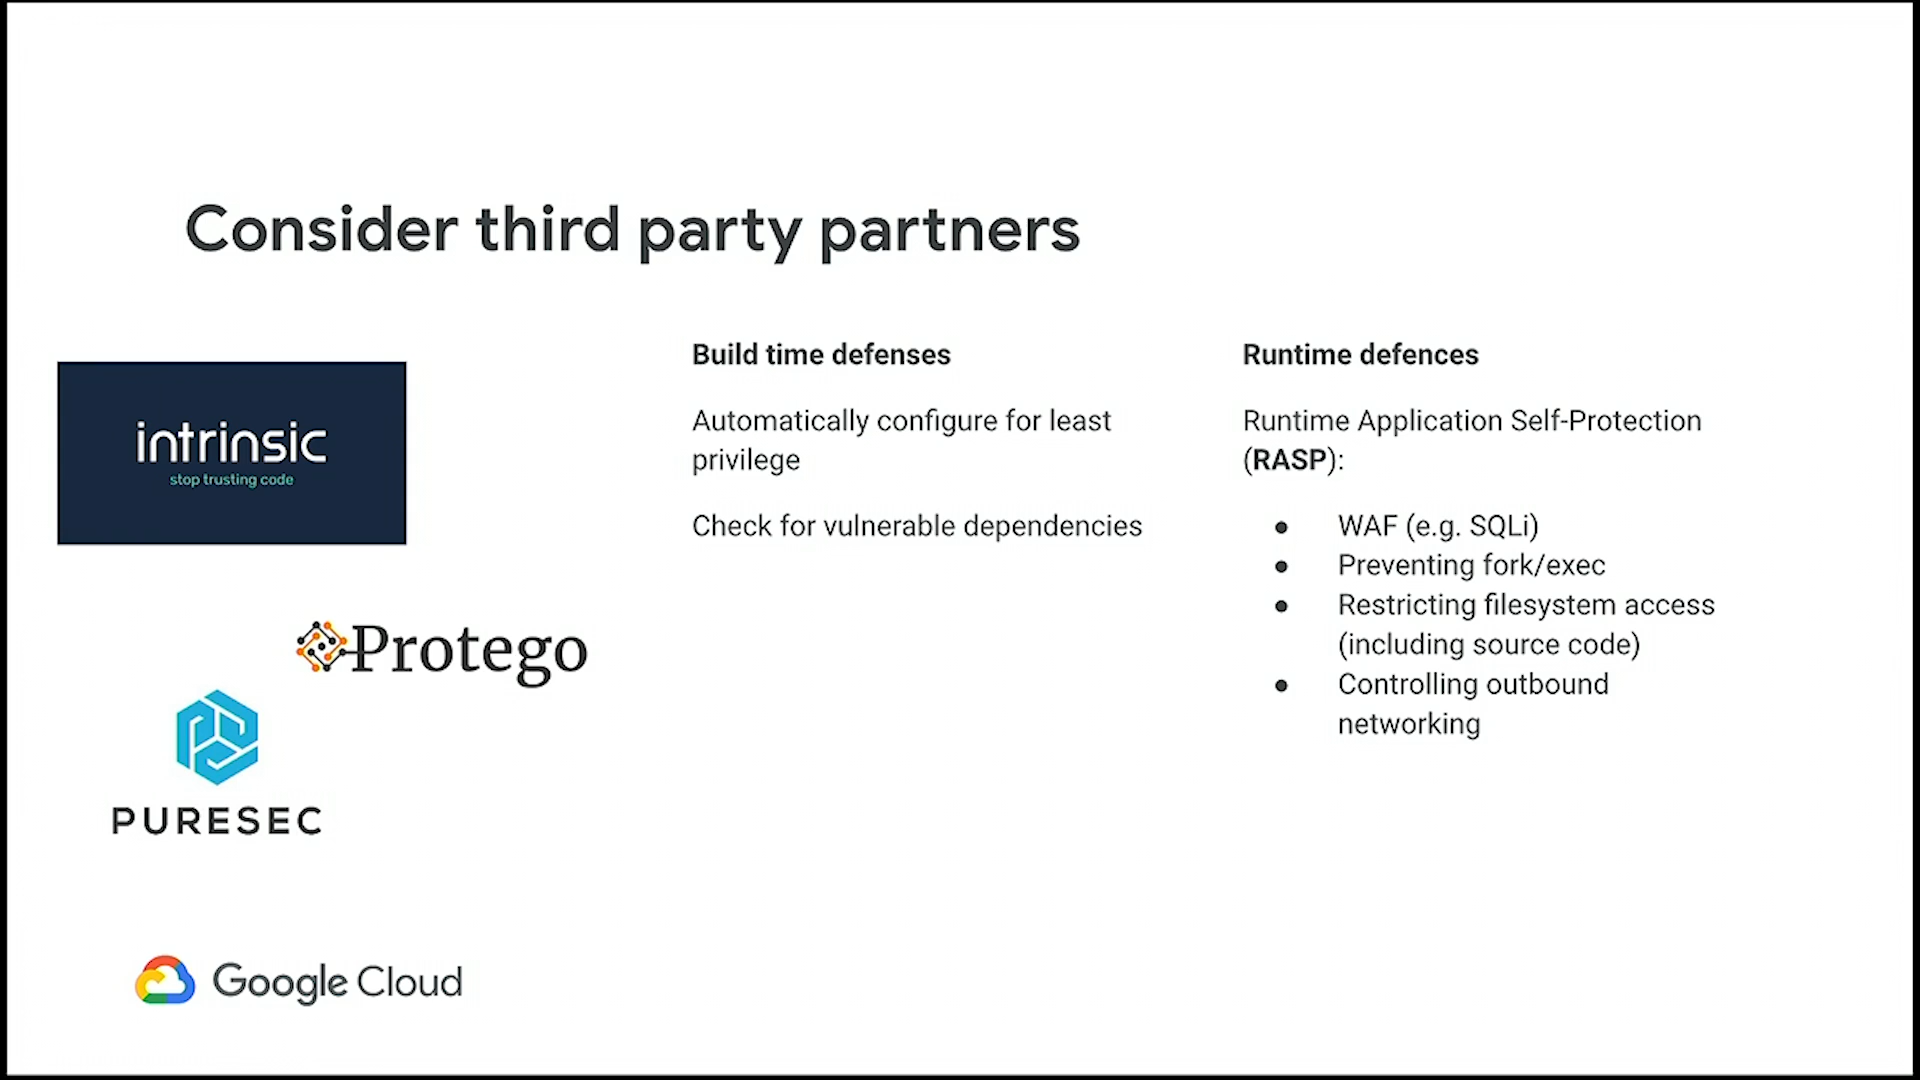 Consider third party partners
intrinsic
stop trusting code
Protego
PURESEC
Build time defenses
Automatically configure for least
privilege
Check for vulnerable dependencies
Runtime defences
Runtime Application Self-Protection
(RASP):
● WAF (e.g. SQLi)
● Preventing fork/exec
● Restricting filesystem access
(including source code)
● Controlling outbound
networking
Google Cloud